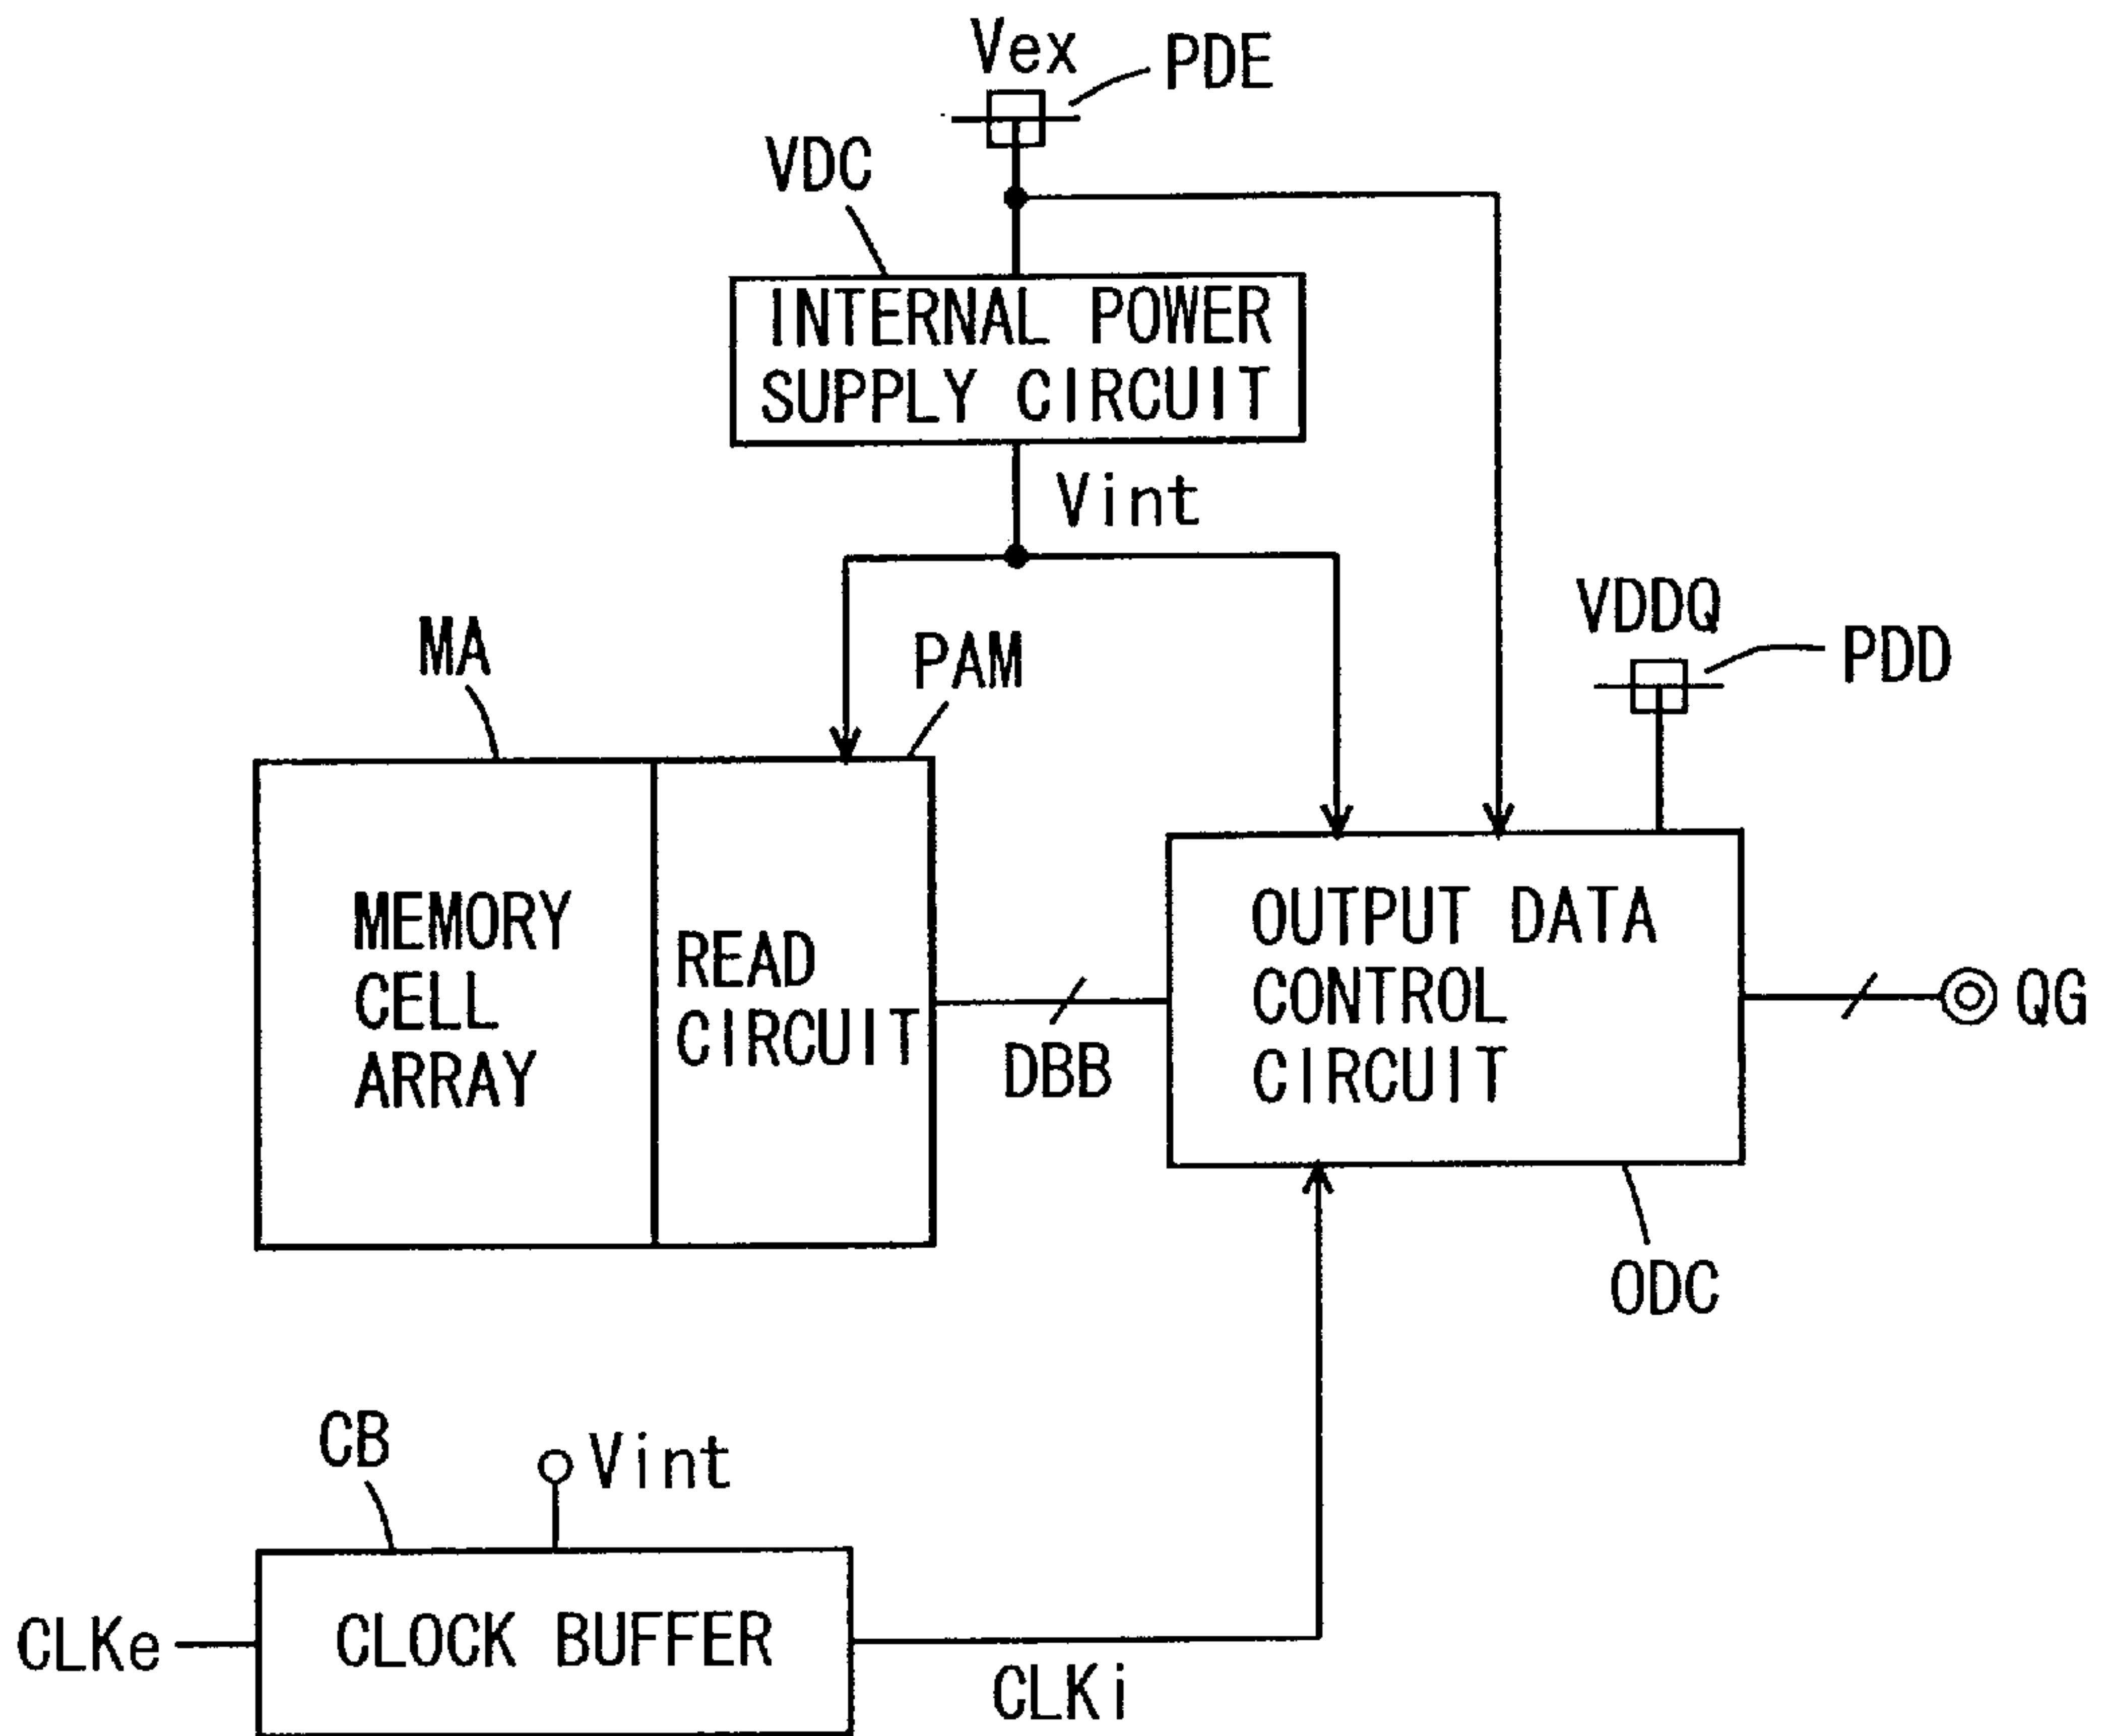 Vex
PDE
VDC
INTERNAL POWER
SUPPLY CIRCUIT
Vint
VDDQ
PDD
MA
PAM
MEMORY
CELL
ARRAY
READ
CIRCUIT
DBB
OUTPUT DATA
CONTROL
CIRCUIT
QG
ODC
CB
Vint
CLKe
CLOCK BUFFER
CLKi